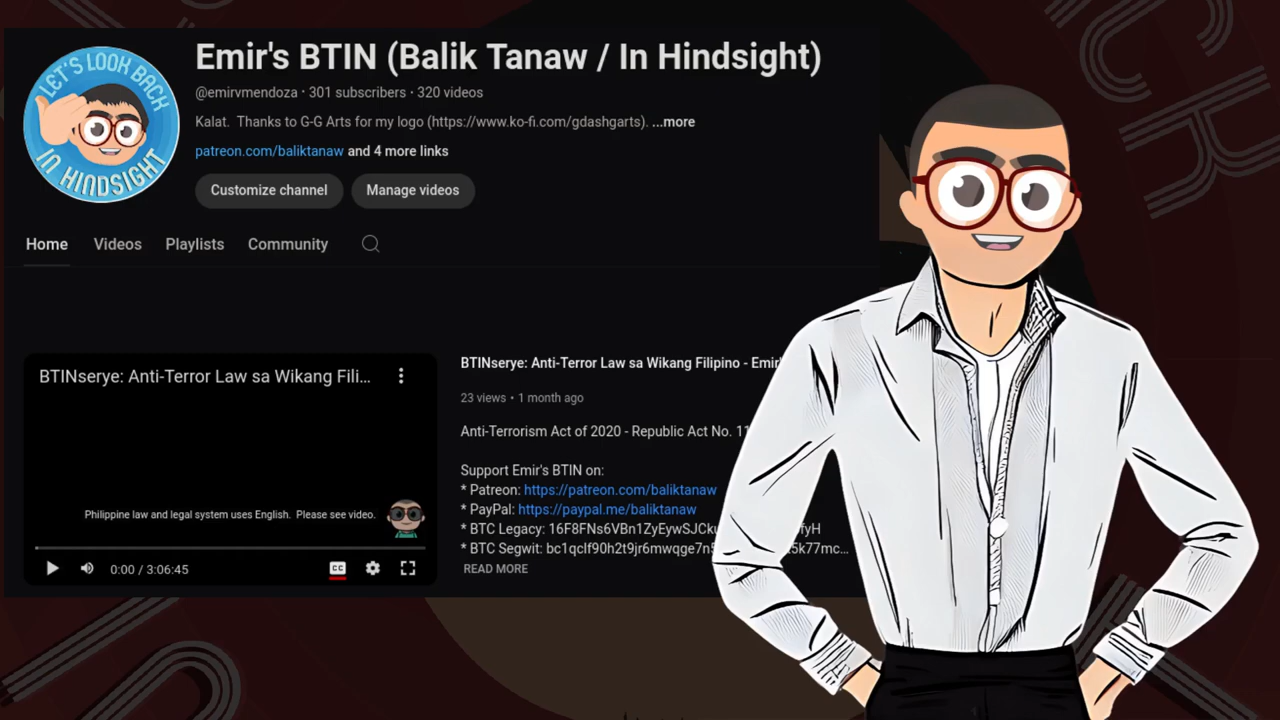 LET'S LOOK BACK
IN HINDSIGHT
Emir's BTIN (Balik Tanaw / In Hindsight)
@emirvmendoza · 301 subscribers · 320 videos
Kalat. Thanks to G-G Arts for my logo (https://www.ko-fi.com/gdashgarts). ...more
patreon.com/baliktanaw and 4 more links
Customize channel Manage videos
Home Videos Playlists Community
BTINserye: Anti-Terror Law sa Wikang Fili...
Philippine law and legal system uses English. Please see video.
0:00 / 3:06:45
CC
BTINserye: Anti-Terror Law sa Wikang Filipino - Emir'
23 views • 1 month ago
Anti-Terrorism Act of 2020 - Republic Act No. 11
Support Emir's BTIN on:
* Patreon: https://patreon.com/baliktanaw
* PayPal: https://paypal.me/baliktanaw
* BTC Legacy:
* BTC Segwit:
READ MORE